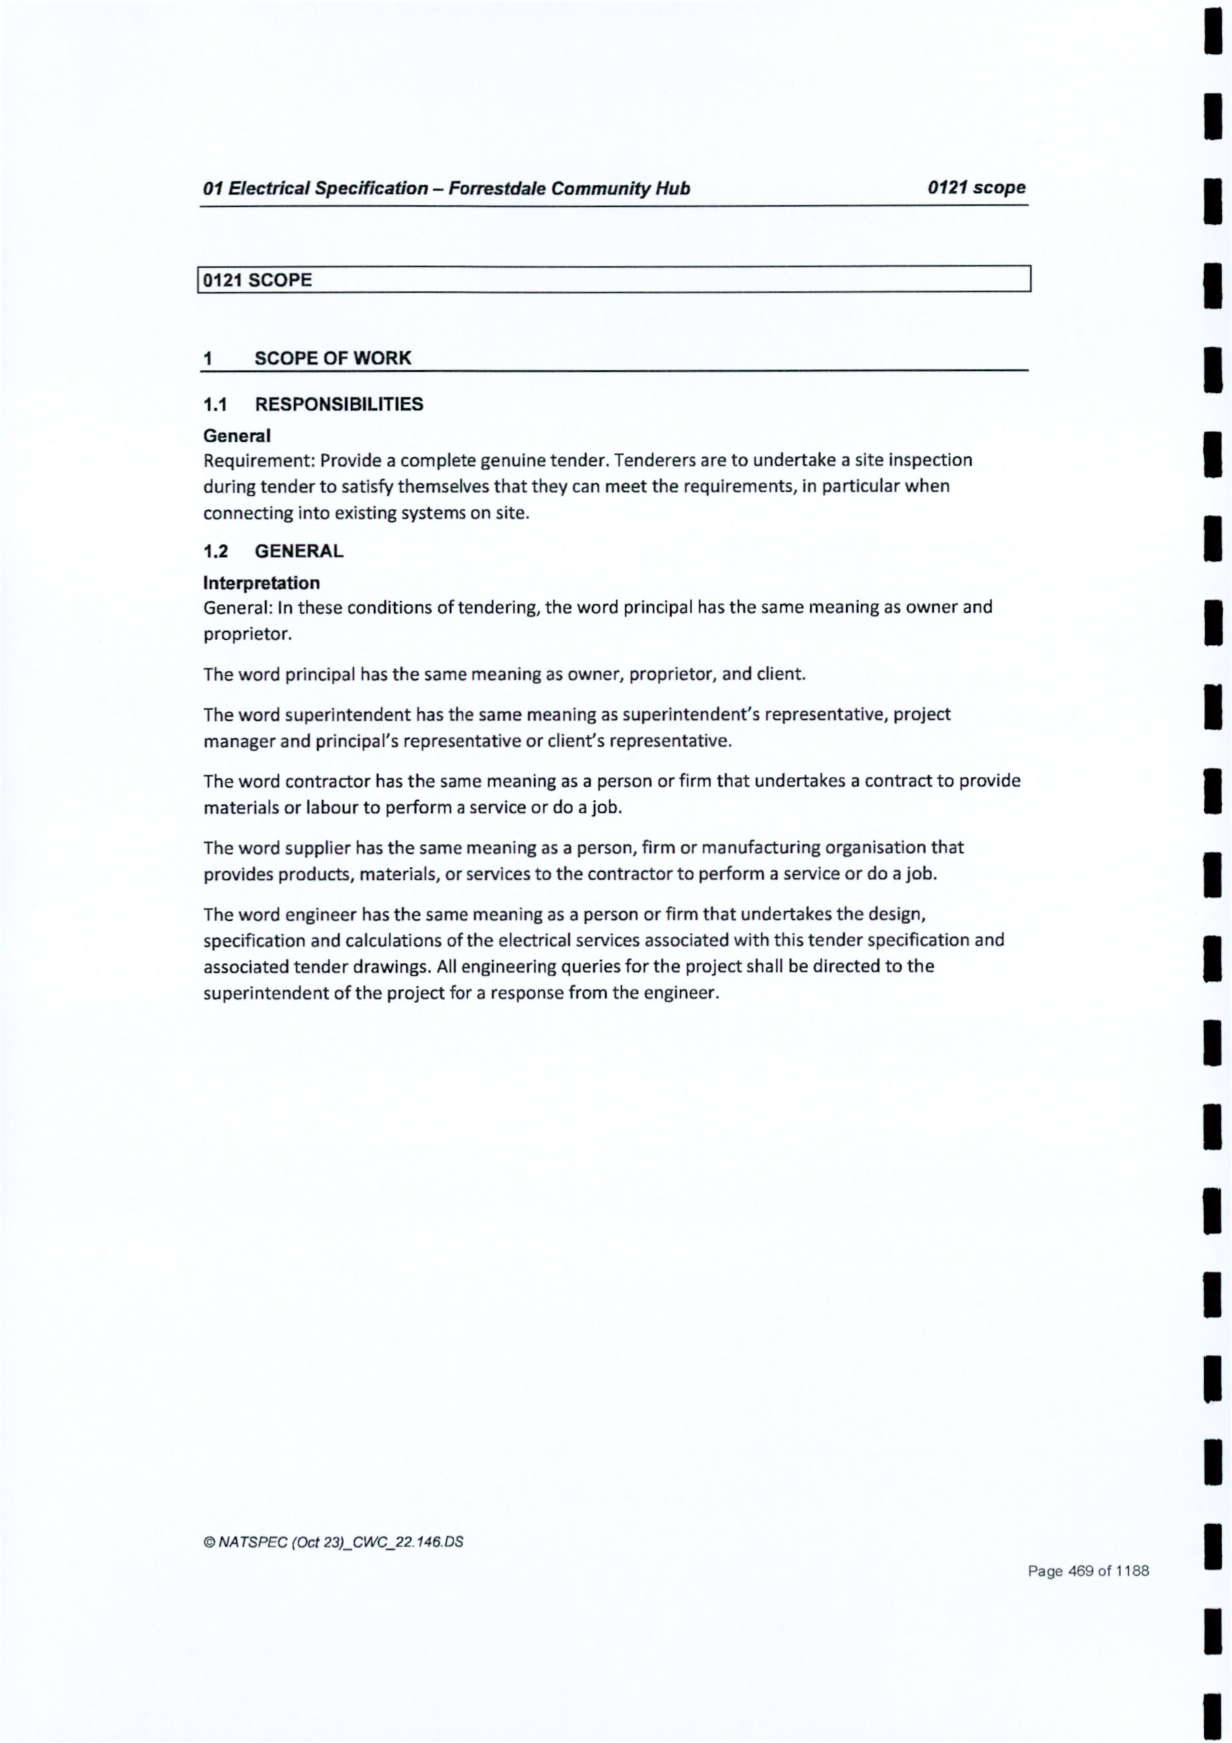 01 Electrical Specification – Forrestdale Community Hub 0121 scope
0121 SCOPE
1 SCOPE OF WORK
1.1 RESPONSIBILITIES
General
Requirement: Provide a complete genuine tender. Tenderers are to undertake a site inspection
during tender to satisfy themselves that they can meet the requirements, in particular when
connecting into existing systems on site.
1.2 GENERAL
Interpretation
General: In these conditions of tendering, the word principal has the same meaning as owner and
proprietor.
The word principal has the same meaning as owner, proprietor, and client.
The word superintendent has the same meaning as superintendent’s representative, project
manager and principal’s representative or client’s representative.
The word contractor has the same meaning as a person or firm that undertakes a contract to provide
materials or labour to perform a service or do a job.
The word supplier has the same meaning as a person, firm or manufacturing organisation that
provides products, materials, or services to the contractor to perform a service or do a job.
The word engineer has the same meaning as a person or firm that undertakes the design,
specification and calculations of the electrical services associated with this tender specification and
associated tender drawings. All engineering queries for the project shall be directed to the
superintendent of the project for a response from the engineer.
© NATSPEC (Oct 23)_CWC_22.146.DS
Page 469 of 1188